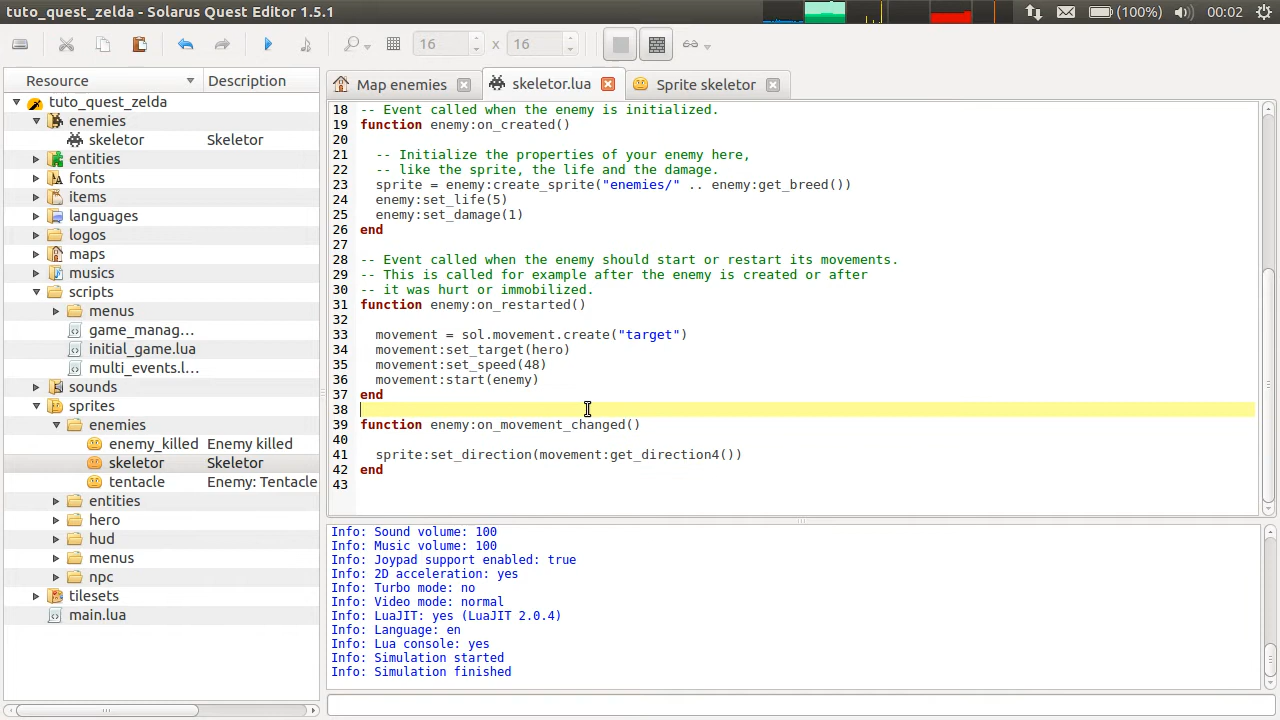 tuto_quest_zelda - Solarus Quest Editor 1.5.1
(100%)
00:02
16 x 16
Resource Description
tuto_quest_zelda
enemies
skeletor Skeletor
entities
fonts
items
languages
logos
maps
musics
scripts
menus
game_manag...
initial_game.lua
multi_events.l...
sounds
sprites
enemies
enemy_killed Enemy killed
skeletor Skeletor
tentacle Enemy: Tentacle
entities
hero
hud
menus
npc
tilesets
main.lua
Map enemies skeletor.lua Sprite skeletor
18 -- Event called when the enemy is initialized.
19 function enemy:on_created()
20
21 -- Initialize the properties of your enemy here,
22 -- like the sprite, the life and the damage.
23 sprite = enemy:create_sprite("enemies/" .. enemy:get_breed())
24 enemy:set_life(5)
25 enemy:set_damage(1)
26 end
27
28 -- Event called when the enemy should start or restart its movements.
29 -- This is called for example after the enemy is created or after
30 -- it was hurt or immobilized.
31 function enemy:on_restarted()
32
33 movement = sol.movement.create("target")
34 movement:set_target(hero)
35 movement:set_speed(48)
36 movement:start(enemy)
37 end
38
39 function enemy:on_movement_changed()
40
41 sprite:set_direction(movement:get_direction4())
42 end
43
Info: Sound volume: 100
Info: Music volume: 100
Info: Joypad support enabled: true
Info: 2D acceleration: yes
Info: Turbo mode: no
Info: Video mode: normal
Info: LuaJIT: yes (LuaJIT 2.0.4)
Info: Language: en
Info: Lua console: yes
Info: Simulation started
Info: Simulation finished